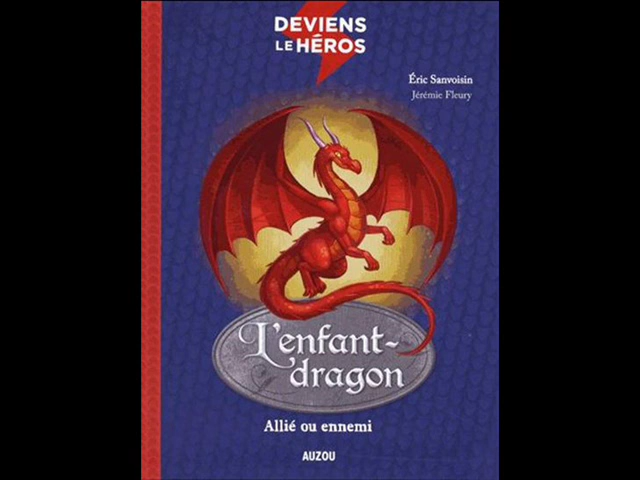 DEVIENS
LE HÉROS
Éric Sanvoisin
Jérémie Fleury
L'enfant-
dragon
Allié ou ennemi
AUZOU